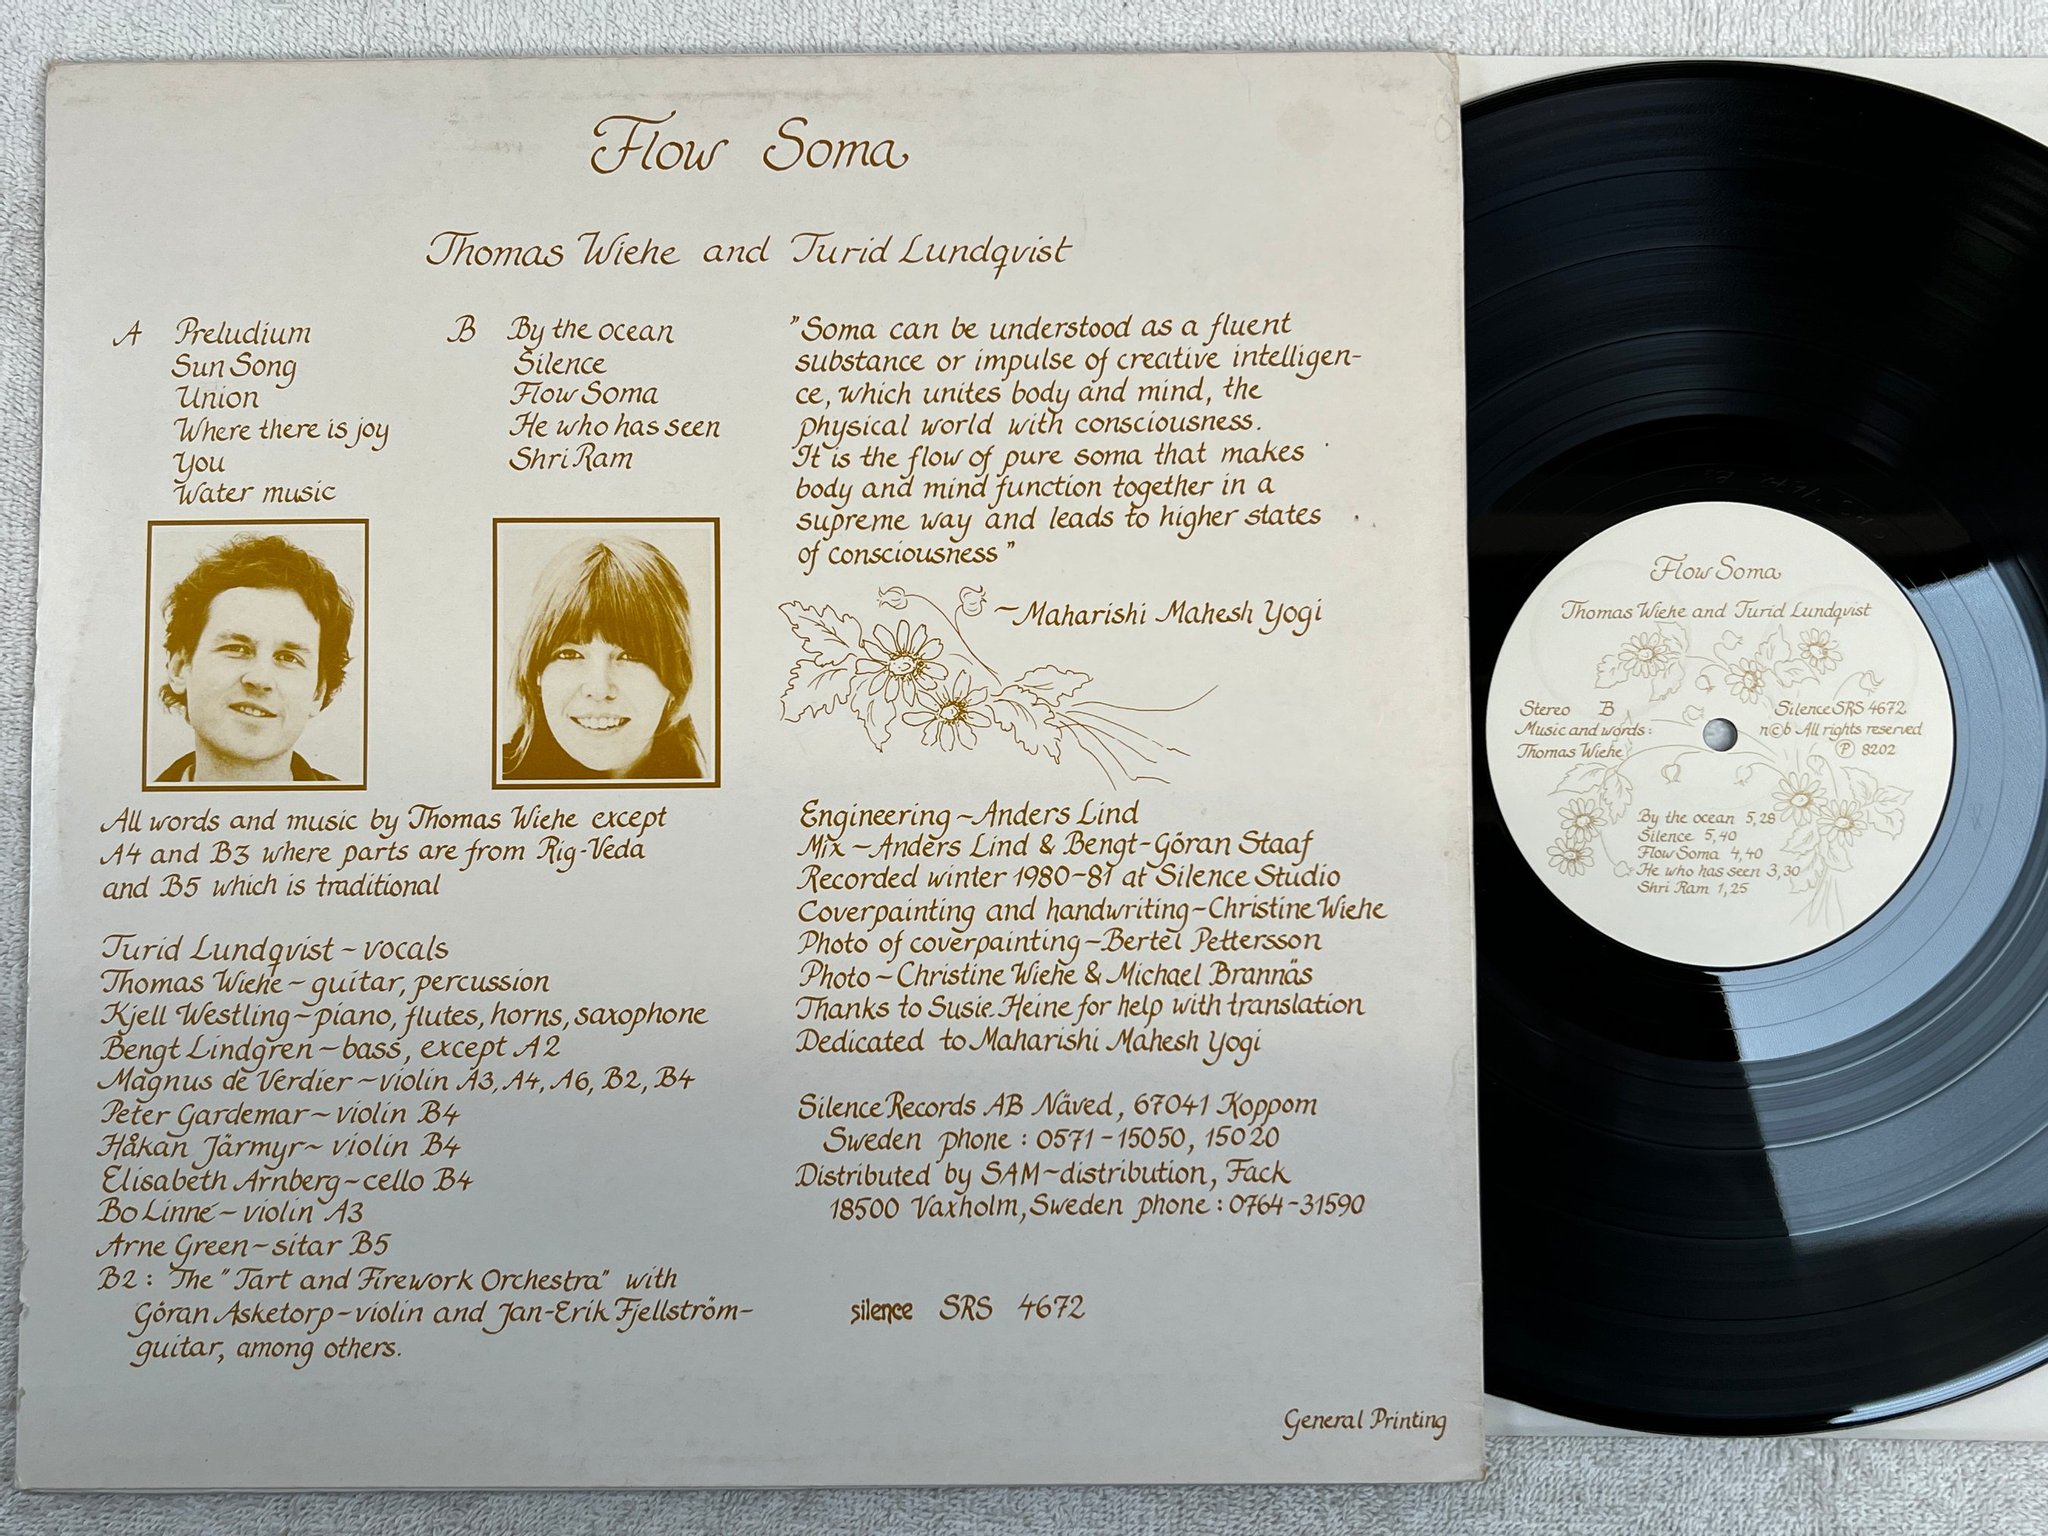 Flow Soma
Thomas Wiehe and Turid Lundqvist
A Preludium
Sun Song
Union
Where there is joy
You
Water music
B By the ocean
Silence
Flow Soma
He who has seen
Shri Ram
"Soma can be understood as a fluent
substance or impulse of creative intelligen-
ce, which unites body and mind, the
physical world with consciousness.
It is the flow of pure soma that makes
body and mind function together in a
supreme way and leads to higher states
of consciousness"
~Maharishi Mahesh Yogi
All words and music by Thomas Wiehe except
A4 and B3 where parts are from Rig-Veda
and B5 which is traditional
Turid Lundqvist~vocals
Thomas Wiehe~guitar, percussion
Kjell Westling~piano, flutes, horns, saxophone
Bengt Lindgren~bass, except A2
Magnus de Verdier~violin A3, A4, A6, B2, B4
Peter Gardemar~violin B4
Håkan Järmyr~violin B4
Elisabeth Arnberg~cello B4
Bo Linné~violin A3
Arne Green~sitar B5
B2: The "Tart and Firework Orchestra" with
Göran Asketorp~violin and Jan-Erik Fjellström-
guitar, among others.
Engineering~Anders Lind
Mix~Anders Lind & Bengt-Göran Staaf
Recorded winter 1980-81 at Silence Studio
Coverpainting and handwriting~Christine Wiehe
Photo of coverpainting~Bertel Pettersson
Photo~Christine Wiehe & Michael Brannäs
Thanks to Susie Heine for help with translation
Dedicated to Maharishi Mahesh Yogi
Silence Records AB Näved, 67041 Koppom
Sweden phone: 0571-15050, 15020
Distributed by SAM~distribution, Fack
18500 Vaxholm, Sweden phone: 0764-31590
silence SRS 4672
General Printing
Flow Soma
Thomas Wiehe and Turid Lundqvist
Stereo B
Music and words:
Thomas Wiehe
Silence SRS 4672
n©b All rights reserved
℗ 8202
By the ocean 5,28
Silence 5,40
Flow Soma 4,40
He who has seen 3,30
Shri Ram 1,25